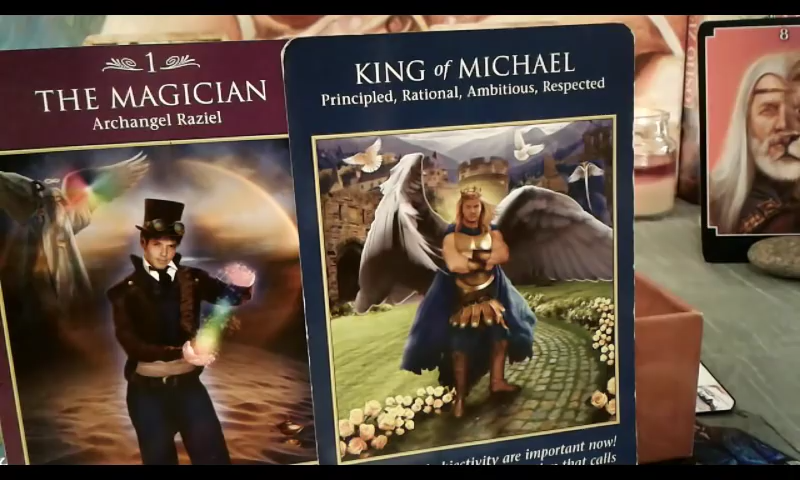 1
THE MAGICIAN
Archangel Raziel
KING of MICHAEL
Principled, Rational, Ambitious, Respected
are important now!
that calls
8